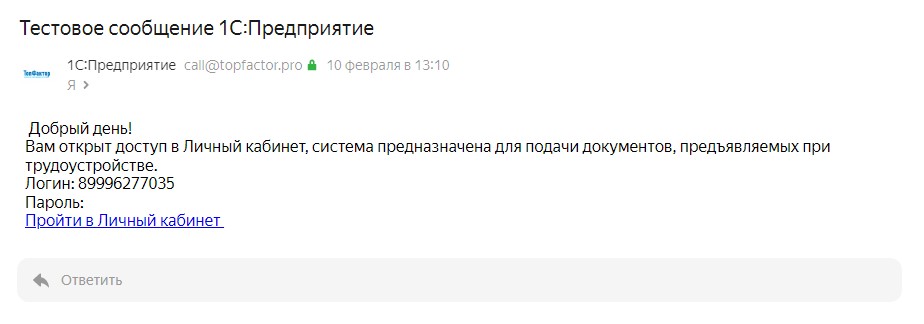 Тестовое сообщение 1С:Предприятие
ТопФактор
1С:Предприятие call@topfactor.pro 10 февраля в 13:10
Я >
Добрый день!
Вам открыт доступ в Личный кабинет, система предназначена для подачи документов, предъявляемых при
трудоустройстве.
Логин: 89996277035
Пароль:
Пройти в Личный кабинет
Ответить